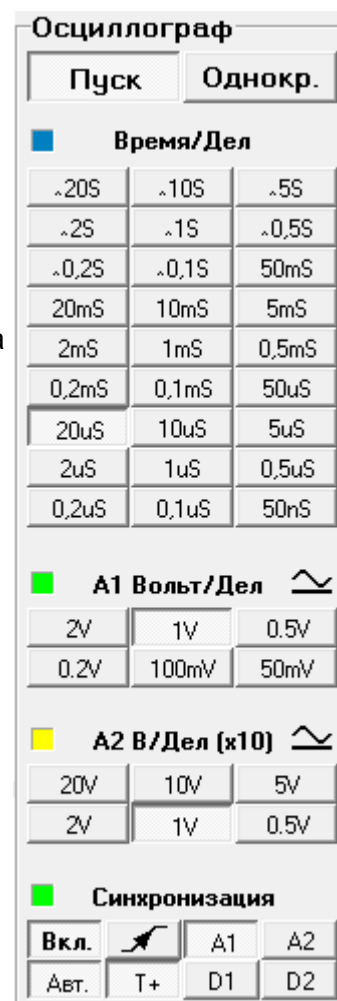 Осциллограф
Пуск Однокр.
Время/Дел
^20S ^10S ^5S
^2S ^1S ^0,5S
^0,2S ^0,1S 50mS
20mS 10mS 5mS
а
2mS 1mS 0,5mS
0,2mS 0,1mS 50uS
20uS 10uS 5uS
2uS 1uS 0,5uS
0,2uS 0,1uS 50nS
А1 Вольт/Дел
2V 1V 0.5V
0.2V 100mV 50mV
А2 В/Дел (x10)
20V 10V 5V
2V 1V 0.5V
Синхронизация
Вкл. A1 A2
Авт. T+ D1 D2